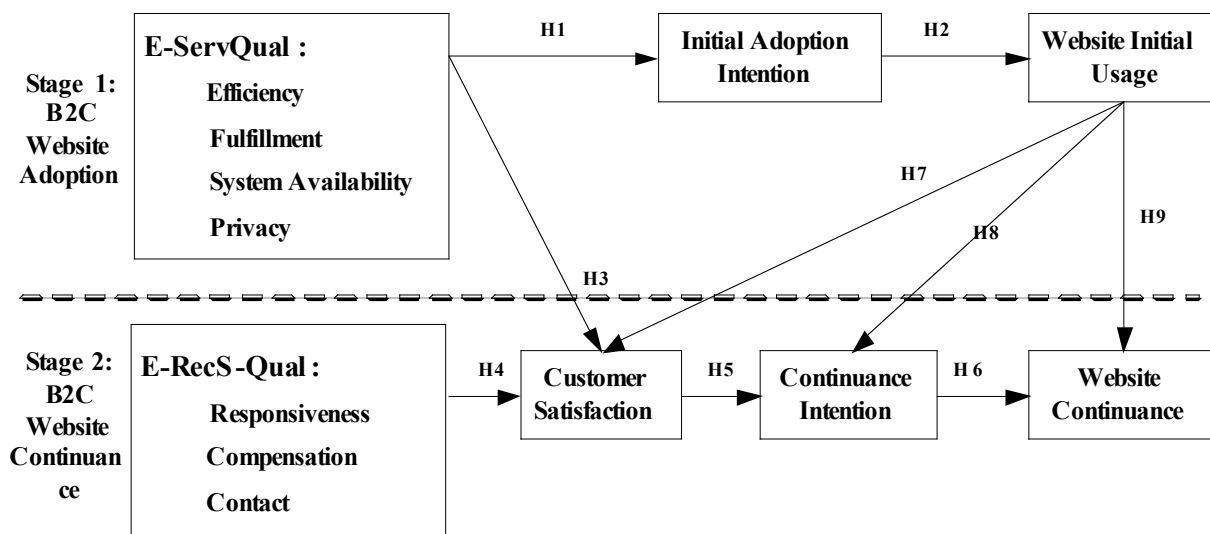 Stage 1:
B2C
Website
Adoption
E-ServQual :
Efficiency
Fulfillment
System Availability
Privacy
H1
Initial Adoption
Intention
H2
Website Initial
Usage
H7
H8
H9
H3
Stage 2:
B2C
Website
Continuan
ce
E-RecS-Qual :
Responsiveness
Compensation
Contact
H4
Customer
Satisfaction
H5
Continuance
Intention
H 6
Website
Continuance